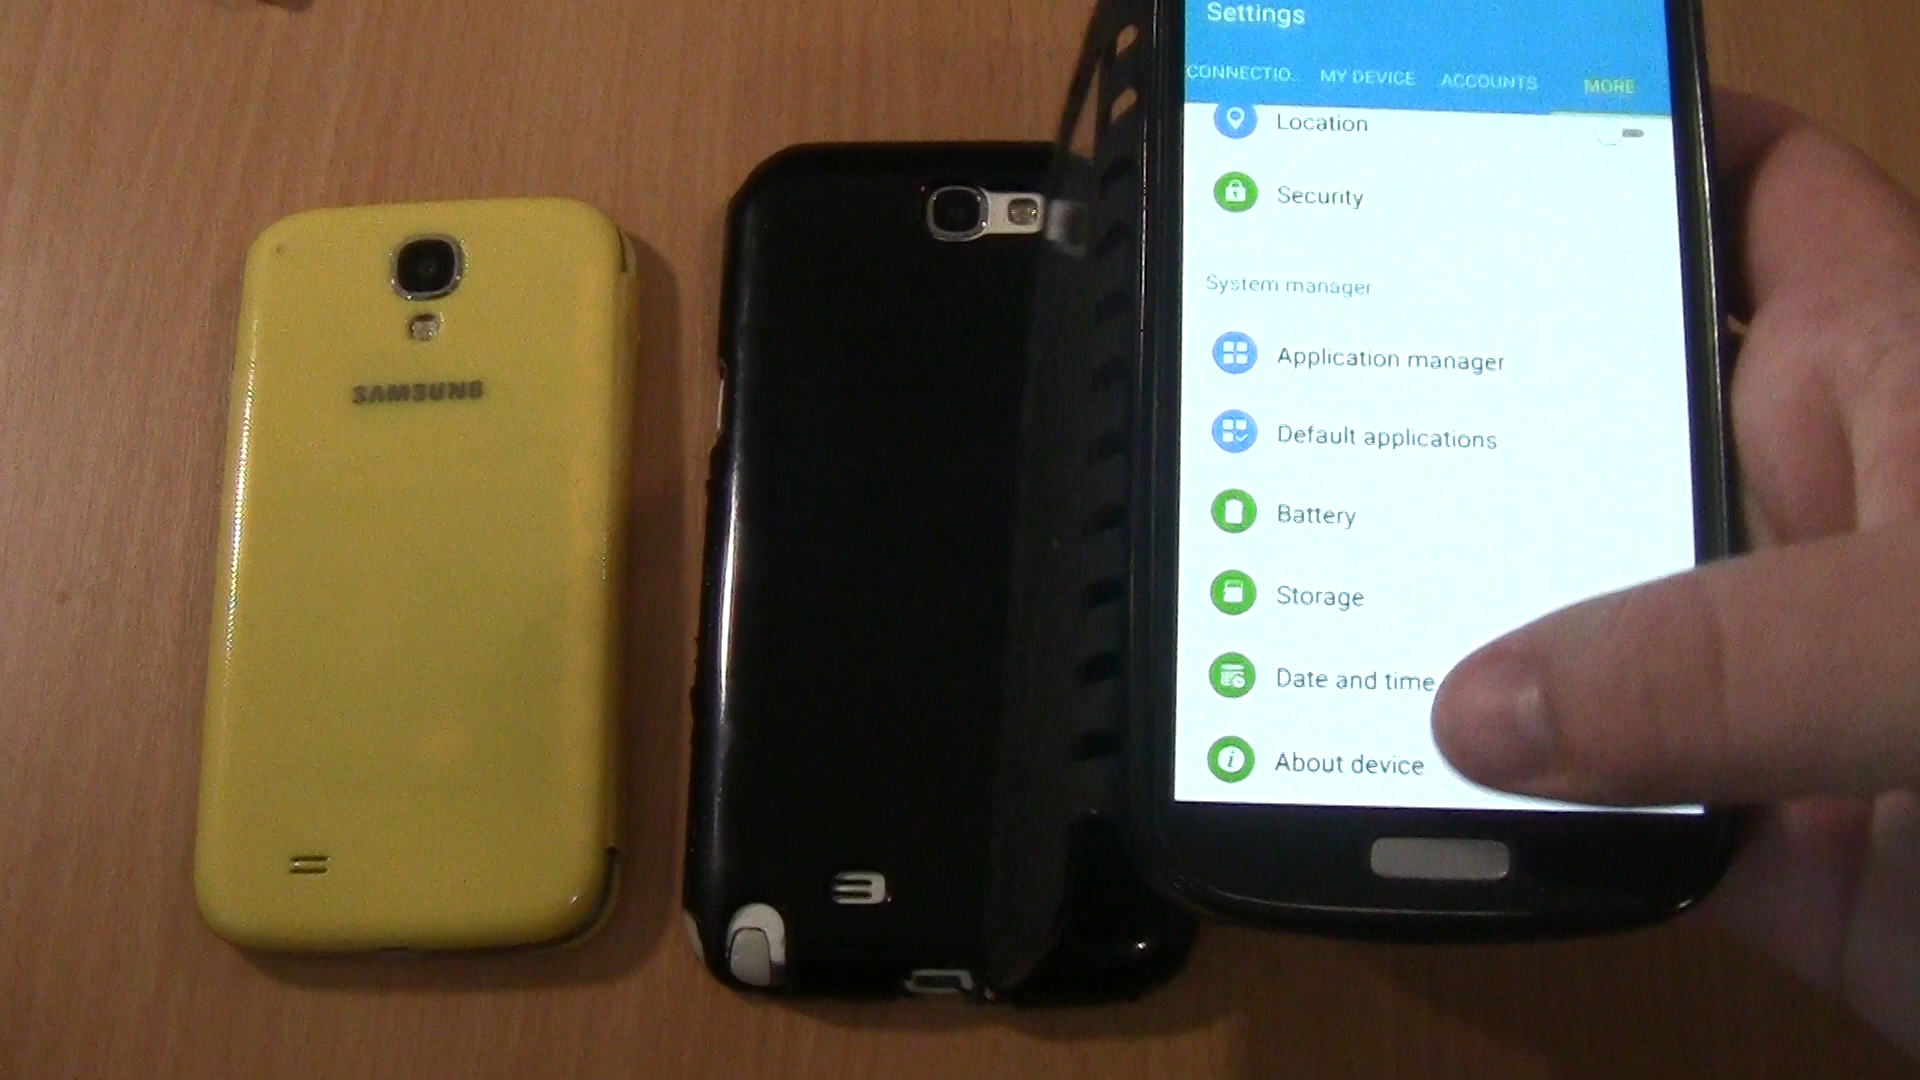 Settings
CONNECTIO...
MY DEVICE
ACCOUNTS
MORE
Location
Security
System manager
Application manager
Default applications
Battery
Storage
Date and time
About device
SAMSUNG